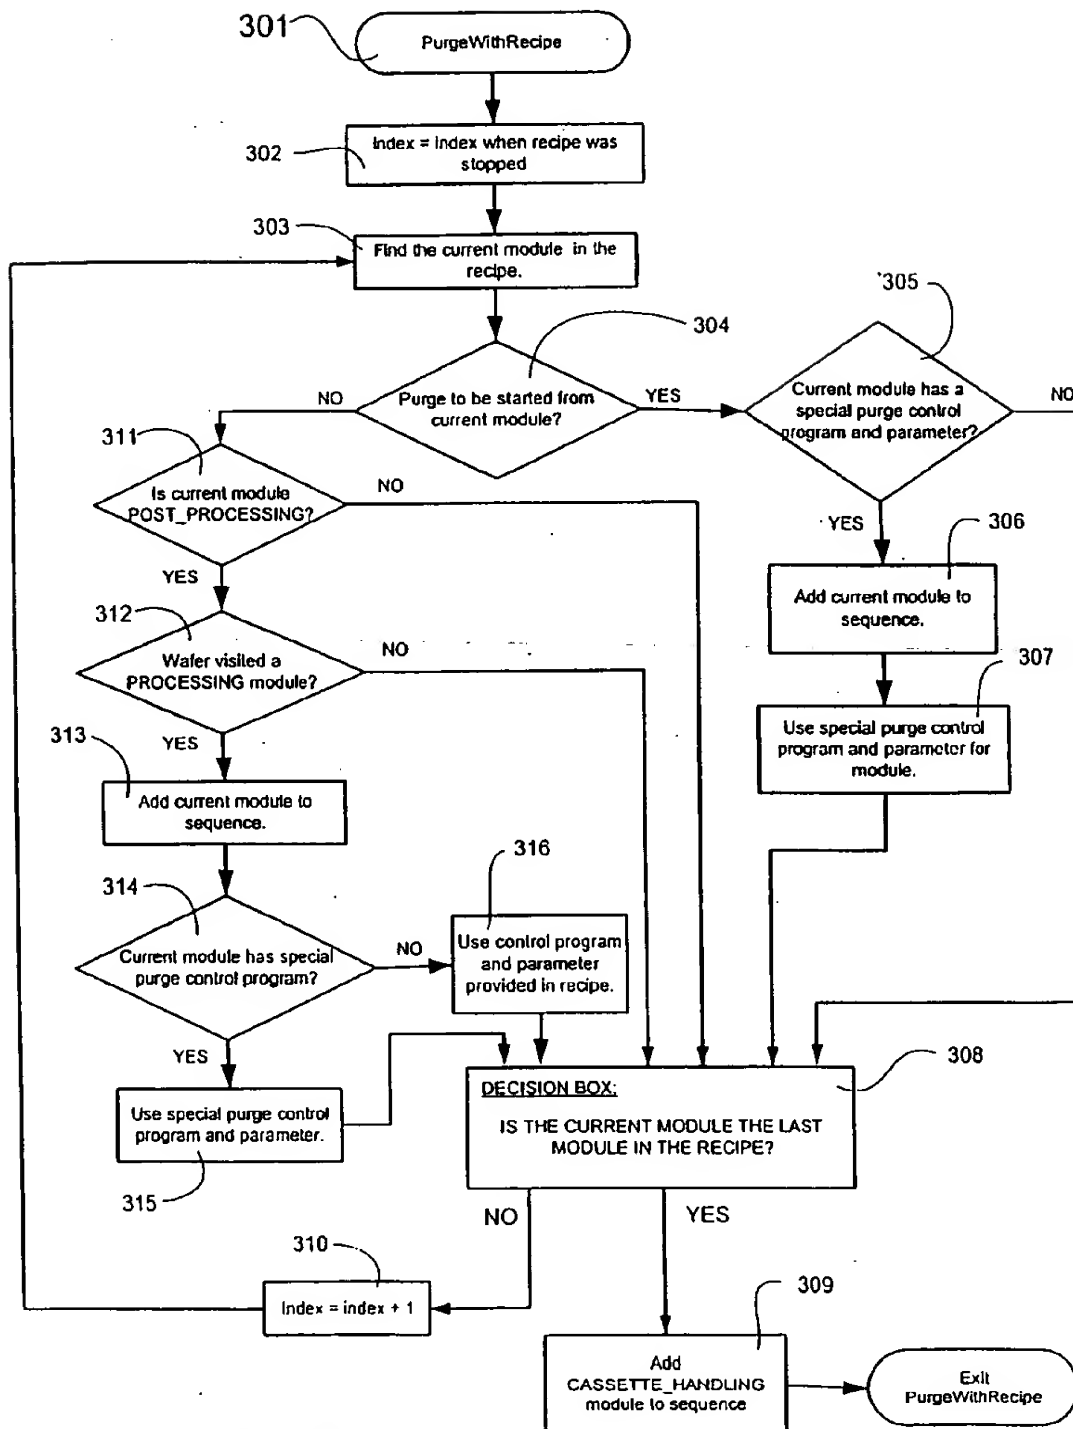 301
PurgeWithRecipe
302
Index = Index when recipe was
stopped
303
Find the current module in the
recipe.
304
305
Purge to be started from
current module?
NO
YES
Current module has a
special purge control
program and parameter?
NO
YES
311
Is current module
POST_PROCESSING?
NO
YES
306
Add current module to
sequence.
312
Wafer visited a
PROCESSING module?
NO
YES
307
Use special purge control
program and parameter for
module.
313
Add current module to
sequence.
314
Current module has special
purge control program?
NO
YES
316
Use control program
and parameter
provided in recipe.
315
Use special purge control
program and parameter.
308
DECISION BOX:
IS THE CURRENT MODULE THE LAST
MODULE IN THE RECIPE?
NO
YES
310
Index = index + 1
309
Add
CASSETTE_HANDLING
module to sequence
Exit
PurgeWithRecipe